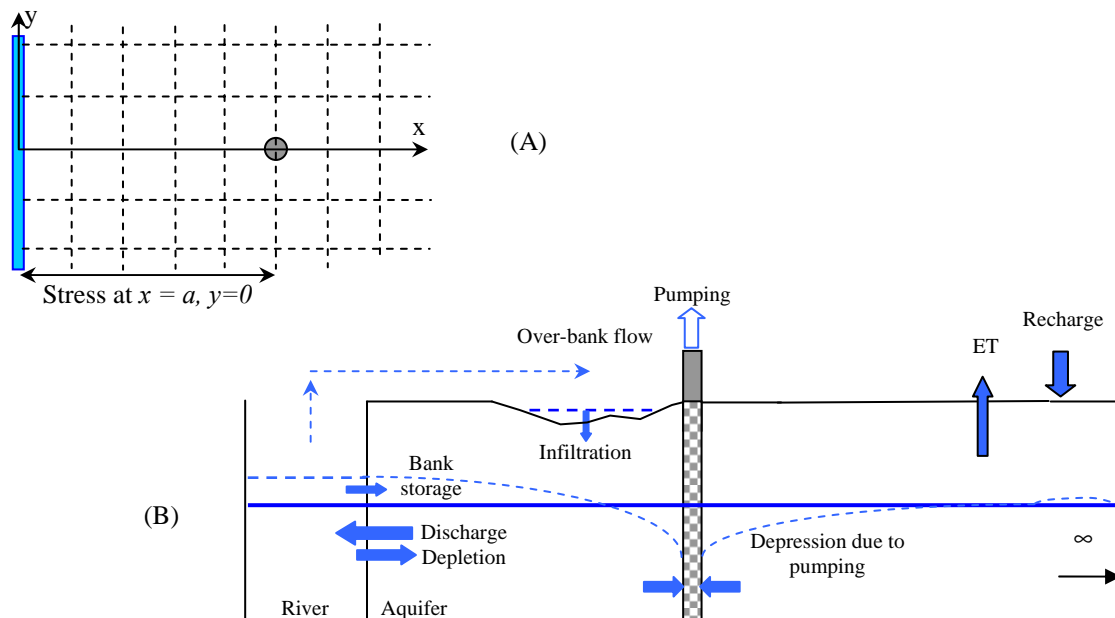 y
x
(A)
Stress at x = a, y=0
Pumping
Over-bank flow
Recharge
ET
Infiltration
Bank
storage
(B)
Discharge
Depletion
Depression due to
pumping
∞
River
Aquifer